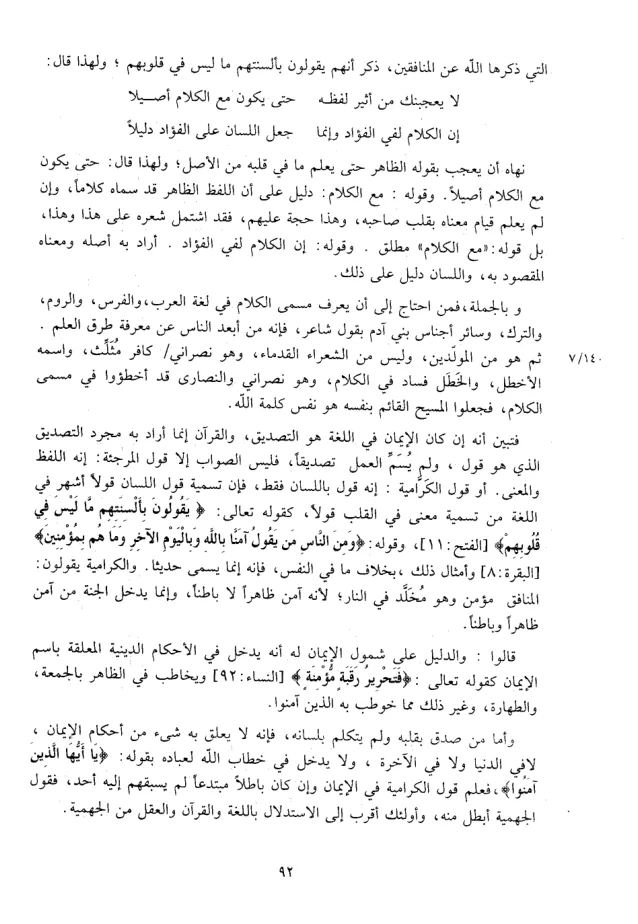 التي ذكرها الله عن المنافقين، ذكر أنهم يقولون بألسنتهم ما ليس في قلوبهم ؛ ولهذا قال:
لا يعجبنك من أثير لفظـه حتى يكون مع الكلام أصـيلا
إن الكلام لفي الفؤاد وإنما جعل اللسان على الفؤاد دليلاً
نهاه أن يعجب بقوله الظاهر حتى يعلم ما في قلبه من الأصل؛ ولهذا قال: حتى يكون
مع الكلام أصيلاً. وقوله : مع الكلام: دليل على أن اللفظ الظاهر قد سماه كلاماً، وإن
لم يعلم قيام معناه بقلب صاحبه، وهذا حجة عليهم، فقد اشتمل شعره على هذا وهذا،
بل قوله:«مع الكلام» مطلق . وقوله: إن الكلام لفي الفؤاد . أراد به أصله ومعناه
المقصود به، واللسان دليل على ذلك.
و بالجملة،فمن احتاج إلى أن يعرف مسمى الكلام في لغة العرب،والفرس، والروم،
والترك، وسائر أجناس بني آدم بقول شاعر، فإنه من أبعد الناس عن معرفة طرق العلم .
ثم هو من المولدين، وليس من الشعراء القدماء، وهو نصراني/ كافر مُثَلِّث، واسمه
٧/١٤٠
الأخطل، والخَطَل فساد في الكلام، وهو نصراني والنصارى قد أخطؤوا في مسمى
الكلام، فجعلوا المسيح القائم بنفسه هو نفس كلمة الله.
فتبين أنه إن كان الإيمان في اللغة هو التصديق، والقرآن إنما أراد به مجرد التصديق
الذي هو قول ، ولم يُسَمِّ العمل تصديقاً، فليس الصواب إلا قول المرجئة: إنه اللفظ
والمعنى. أو قول الكَرَّامية : إنه قول باللسان فقط، فإن تسمية قول اللسان قولاً أشهر في
اللغة من تسمية معنى في القلب قولاً، كقوله تعالى: ﴿ يَقُولُونَ بِأَلْسِنَتِهِم مَّا لَيْسَ فِي
قُلُوبِهِمْ﴾ [الفتح:١١]، وقوله:﴿وَمِنَ النَّاسِ مَن يَقُولُ آمَنَّا بِاللَّهِ وَبِالْيَوْمِ الآخِرِ وَمَا هُم بِمُؤْمِنِينَ﴾
[البقرة:٨] وأمثال ذلك ،بخلاف ما في النفس، فإنه إنما يسمى حديثا. والكرامية يقولون:
المنافق مؤمن وهو مُخَلَّد في النار؛ لأنه آمن ظاهراً لا باطناً، وإنما يدخل الجنة من آمن
ظاهراً وباطناً.
قالوا : والدليل على شمول الإيمان له أنه يدخل في الأحكام الدينية المعلقة باسم
الإيمان كقوله تعالى :﴿فَتَحْرِيرُ رَقَبَةٍ مُّؤْمِنَةٍ ﴾ [النساء:٩٢] ويخاطب في الظاهر بالجمعة،
والطهارة، وغير ذلك مما خوطب به الذين آمنوا.
وأما من صدق بقلبه ولم يتكلم بلسانه، فإنه لا يعلق به شىء من أحكام الإيمان ،
لافي الدنيا ولا في الآخرة ، ولا يدخل في خطاب الله لعباده بقوله: ﴿يَا أَيُّهَا الَّذِينَ
آمَنُوا﴾،فعلم قول الكرامية في الإيمان وإن كان باطلاً مبتدعاً لم يسبقهم إليه أحد، فقول
الجهمية أبطل منه، وأولئك أقرب إلى الاستدلال باللغة والقرآن والعقل من الجهمية.
٩٢